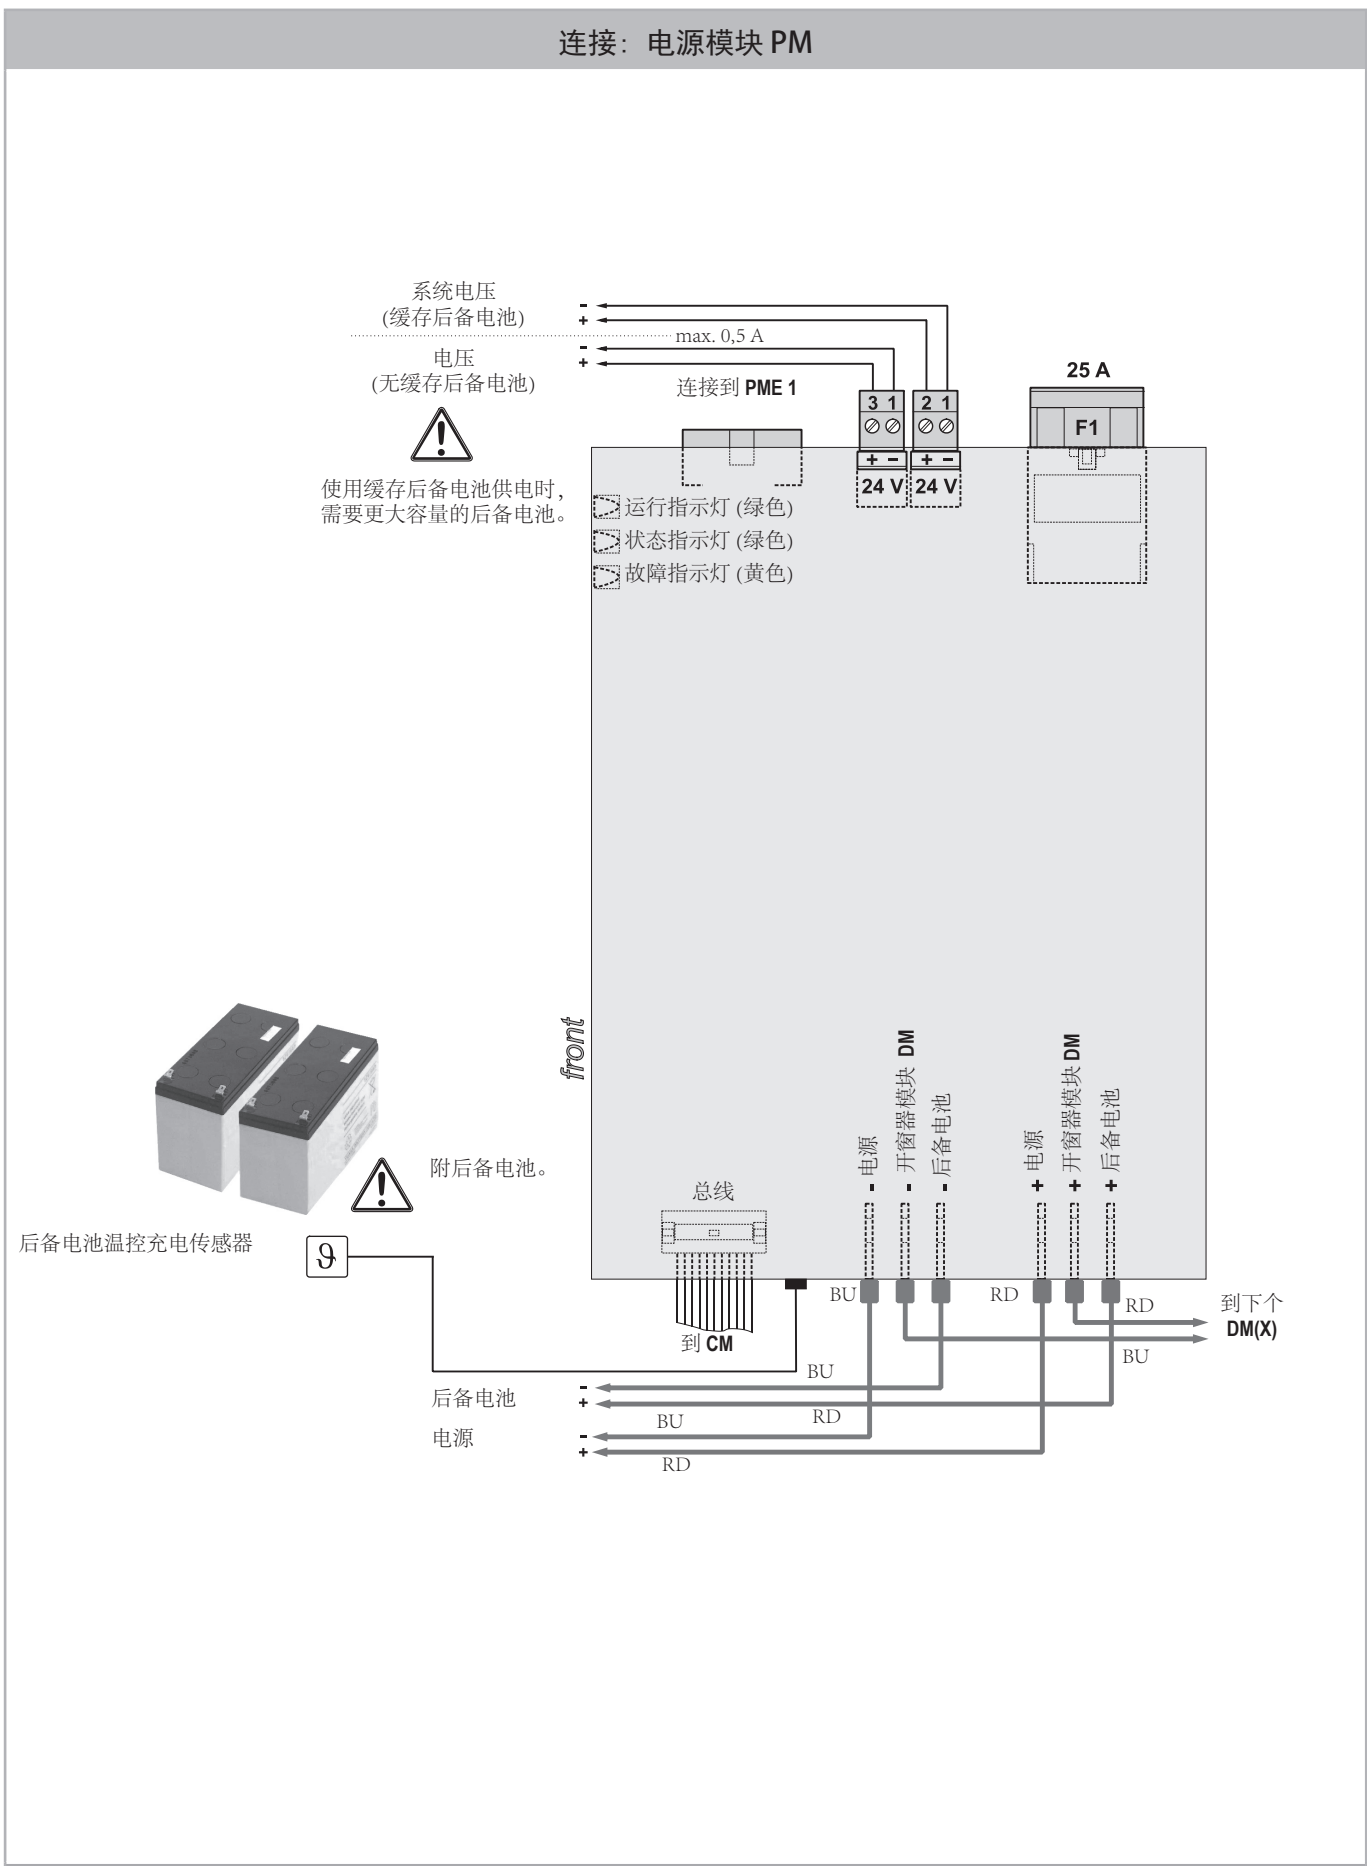 连接：电源模块 PM
系统电压
(缓存后备电池)
-
+
max. 0,5 A
电压
(无缓存后备电池)
-
+
连接到 PME 1
使用缓存后备电池供电时，
需要更大容量的后备电池。
3 1
2 1
+ -
+ -
24 V
24 V
25 A
F1
运行指示灯 (绿色)
状态指示灯 (绿色)
故障指示灯 (黄色)
front
附后备电池。
后备电池温控充电传感器
ϑ
总线
到 CM
- 电源
- 开窗器模块 DM
- 后备电池
+ 电源
+ 开窗器模块 DM
+ 后备电池
BU
RD
RD
到下个
DM(X)
BU
BU
后备电池
-
+
RD
BU
电源
-
+
RD